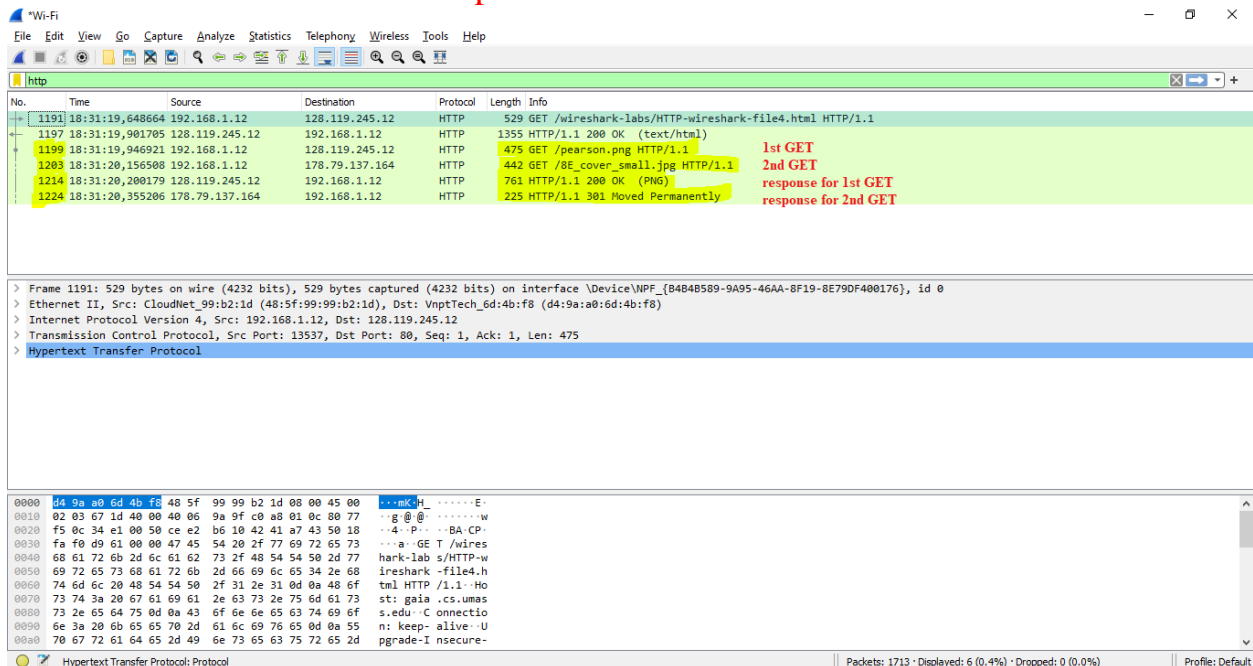 *Wi-Fi
File Edit View Go Capture Analyze Statistics Telephony Wireless Tools Help
http
No. Time Source Destination Protocol Length Info
1191 18:31:19,648664 192.168.1.12 128.119.245.12 HTTP 529 GET /wireshark-labs/HTTP-wireshark-file4.html HTTP/1.1
1197 18:31:19,901705 128.119.245.12 192.168.1.12 HTTP 1355 HTTP/1.1 200 OK (text/html)
1199 18:31:19,946921 192.168.1.12 128.119.245.12 HTTP 475 GET /pearson.png HTTP/1.1 1st GET
1203 18:31:20,156508 192.168.1.12 178.79.137.164 HTTP 442 GET /8E_cover_small.jpg HTTP/1.1 2nd GET
1214 18:31:20,200179 128.119.245.12 192.168.1.12 HTTP 761 HTTP/1.1 200 OK (PNG) response for 1st GET
1224 18:31:20,355206 178.79.137.164 192.168.1.12 HTTP 225 HTTP/1.1 301 Moved Permanently response for 2nd GET
> Frame 1191: 529 bytes on wire (4232 bits), 529 bytes captured (4232 bits) on interface \Device\NPF_{B4B4B589-9A95-46AA-8F19-8E79DF400176}, id 0
> Ethernet II, Src: CloudNet_99:b2:1d (48:5f:99:99:b2:1d), Dst: VnptTech_6d:4b:f8 (d4:9a:a0:6d:4b:f8)
> Internet Protocol Version 4, Src: 192.168.1.12, Dst: 128.119.245.12
> Transmission Control Protocol, Src Port: 13537, Dst Port: 80, Seq: 1, Ack: 1, Len: 475
> Hypertext Transfer Protocol
0000 d4 9a a0 6d 4b f8 48 5f 99 99 b2 1d 08 00 45 00 ···mK·H_ ······E·
0010 02 03 67 1d 40 00 40 06 9a 9f c0 a8 01 0c 80 77 ··g·@·@· ·······w
0020 f5 0c 34 e1 00 50 ce e2 b6 10 42 41 a7 43 50 18 ··4··P·· ··BA·CP·
0030 fa f0 d9 61 00 00 47 45 54 20 2f 77 69 72 65 73 ···a··GE T /wires
0040 68 61 72 6b 2d 6c 61 62 73 2f 48 54 54 50 2d 77 hark-lab s/HTTP-w
0050 69 72 65 73 68 61 72 6b 2d 66 69 6c 65 34 2e 68 ireshark -file4.h
0060 74 6d 6c 20 48 54 54 50 2f 31 2e 31 0d 0a 48 6f tml HTTP /1.1··Ho
0070 73 74 3a 20 67 61 69 61 2e 63 73 2e 75 6d 61 73 st: gaia .cs.umas
0080 73 2e 65 64 75 0d 0a 43 6f 6e 6e 65 63 74 69 6f s.edu··C onnectio
0090 6e 3a 20 6b 65 65 70 2d 61 6c 69 76 65 0d 0a 55 n: keep- alive··U
00a0 70 67 72 61 64 65 2d 49 6e 73 65 63 75 72 65 2d pgrade-I nsecure-
Hypertext Transfer Protocol: Protocol Packets: 1713 · Displayed: 6 (0.4%) · Dropped: 0 (0.0%) Profile: Default